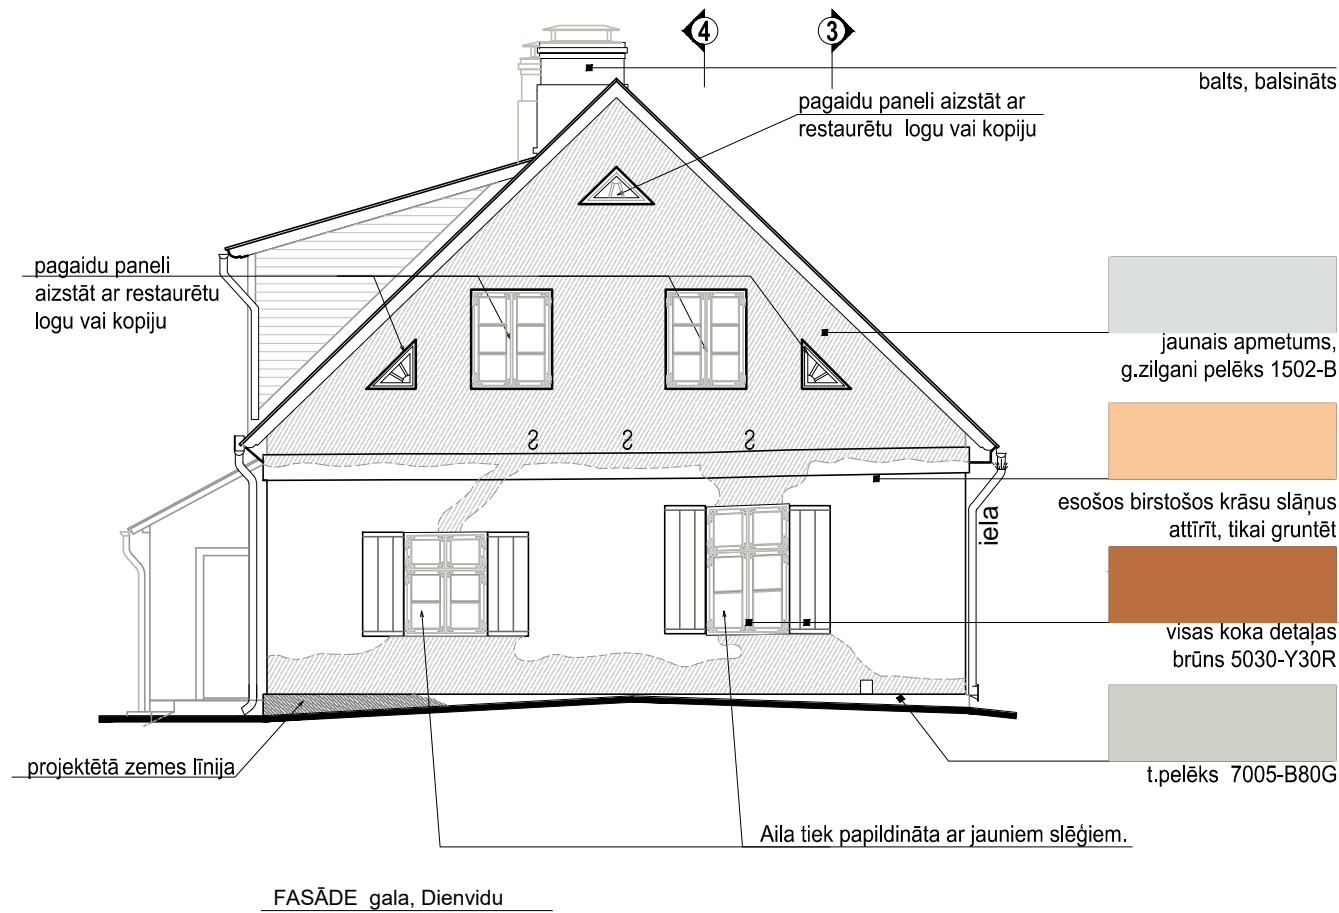 4
3
balts, balsināts
pagaidu paneli aizstāt ar
restaurētu logu vai kopiju
pagaidu paneli
aizstāt ar restaurētu
logu vai kopiju
jaunais apmetums,
g.zilgani pelēks 1502-B
esošos birstošos krāsu slāņus
attīrīt, tikai gruntēt
iela
visas koka detaļas
brūns 5030-Y30R
projektētā zemes līnija
t.pelēks 7005-B80G
Aila tiek papildināta ar jauniem slēģiem.
FASĀDE gala, Dienvidu